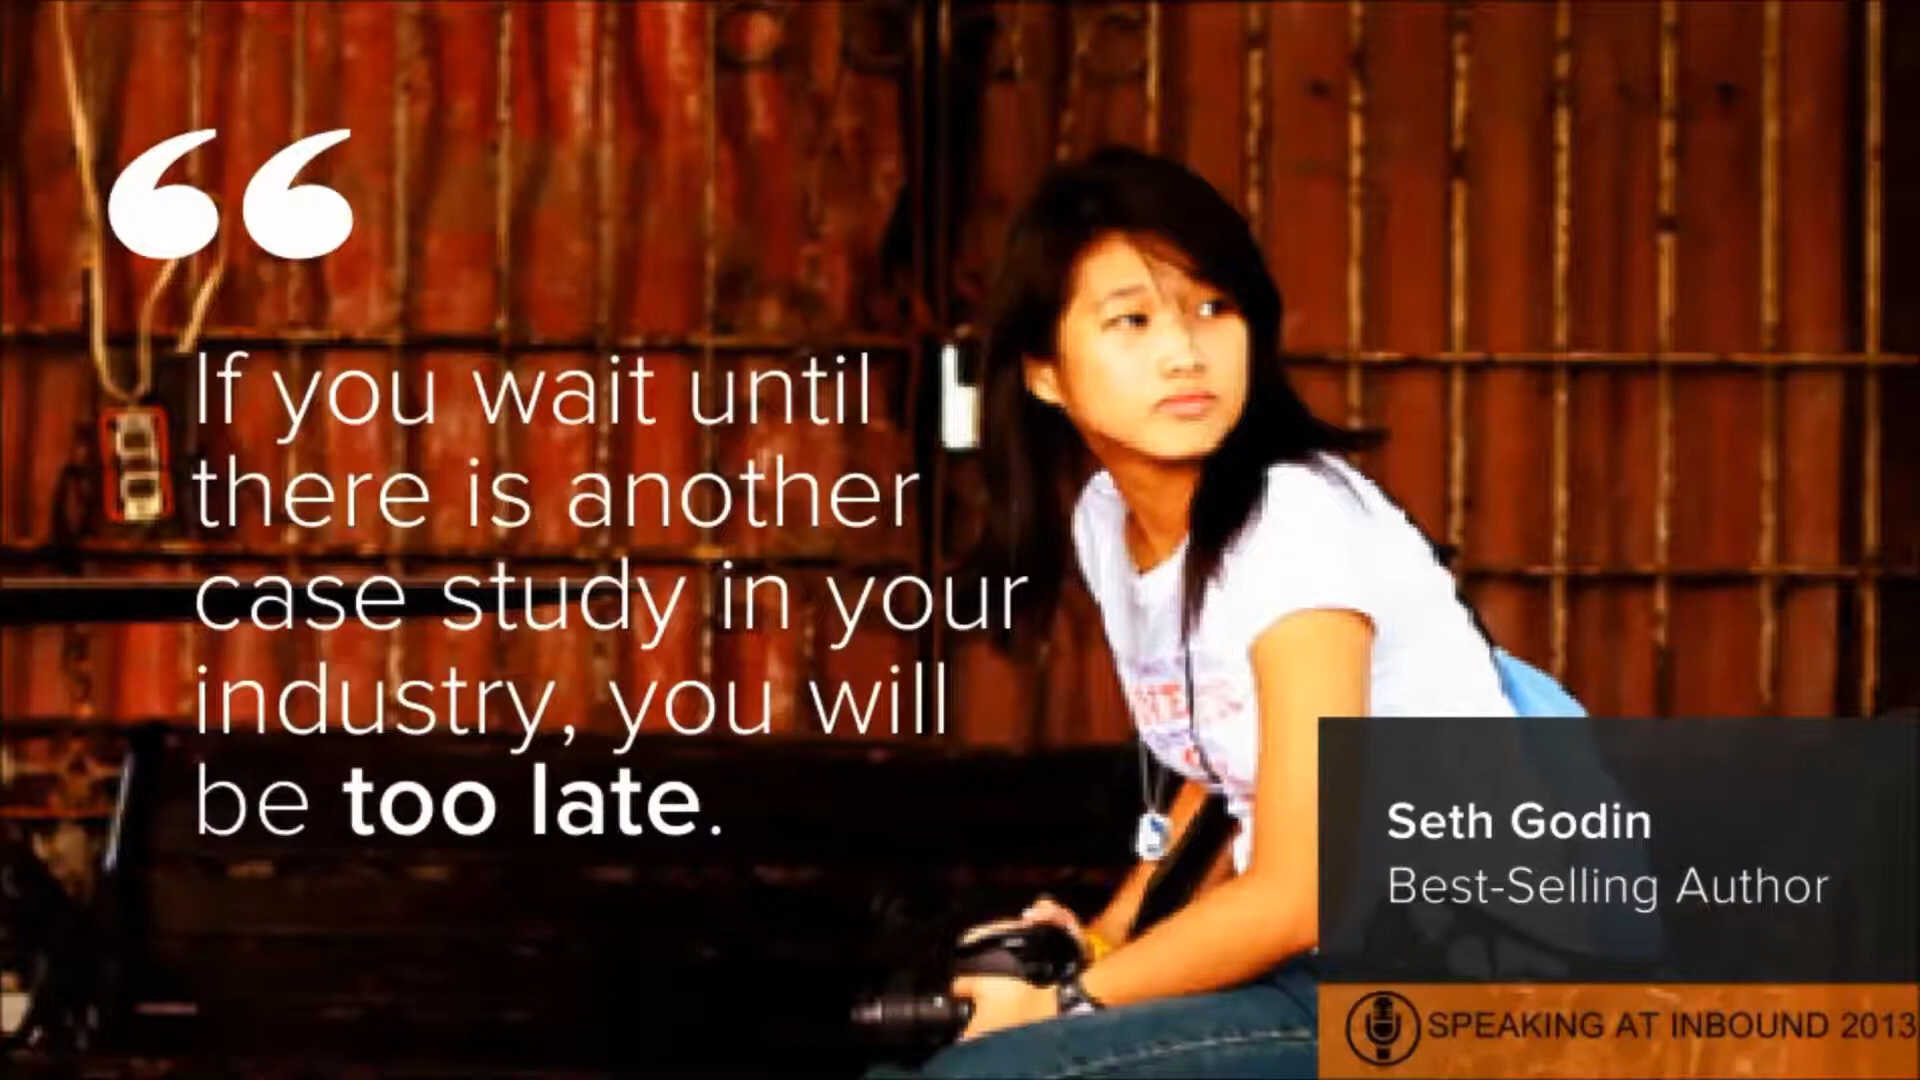 “
If you wait until
there is another
case study in your
industry, you will
be too late.
Seth Godin
Best-Selling Author
SPEAKING AT INBOUND 2013